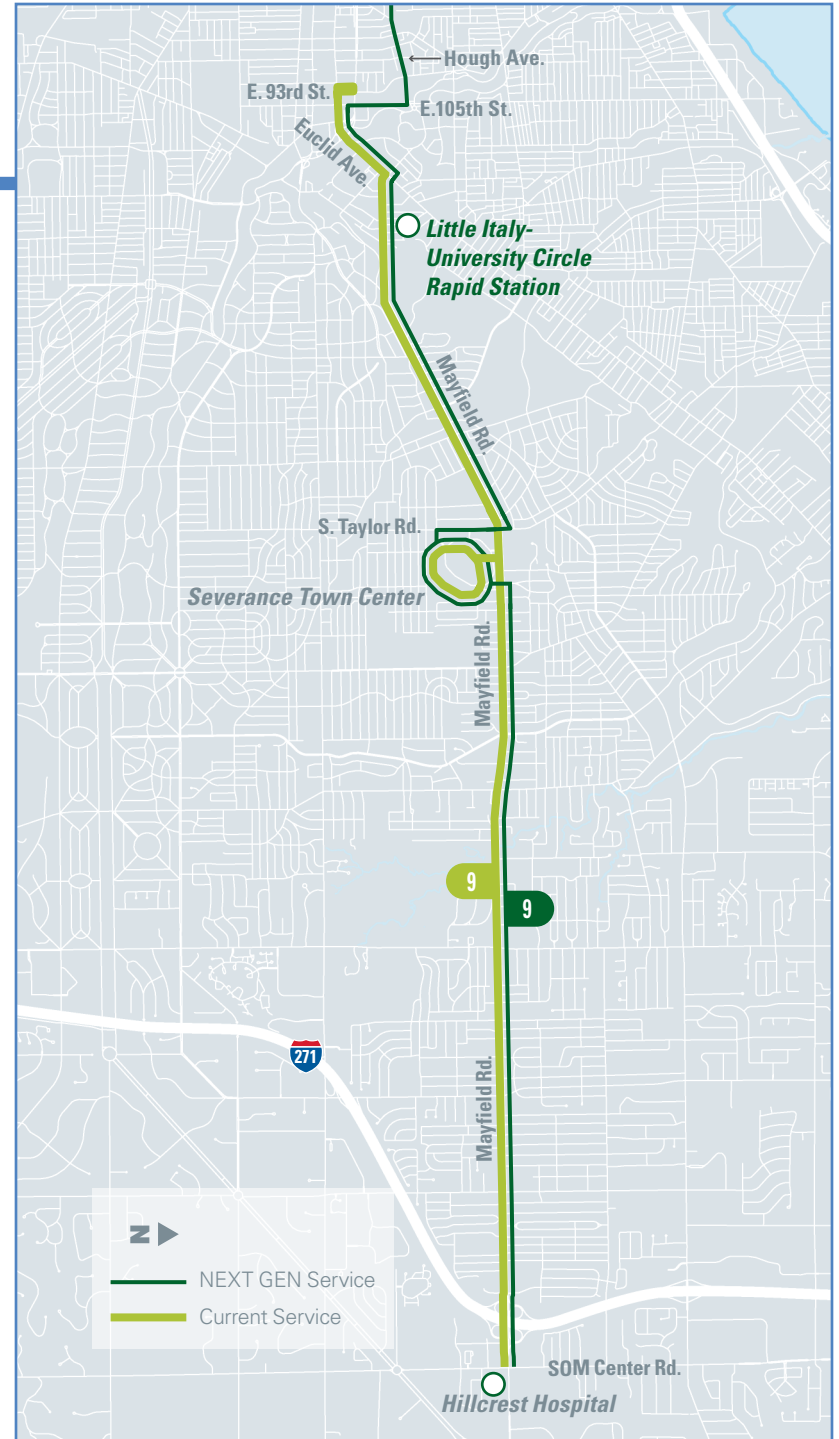 Hough Ave.
E. 93rd St.
E.105th St.
Euclid Ave.
Little Italy-
University Circle
Rapid Station
Mayfield Rd.
S. Taylor Rd.
Severance Town Center
Mayfield Rd.
9
9
271
Mayfield Rd.
N
NEXT GEN Service
Current Service
SOM Center Rd.
Hillcrest Hospital